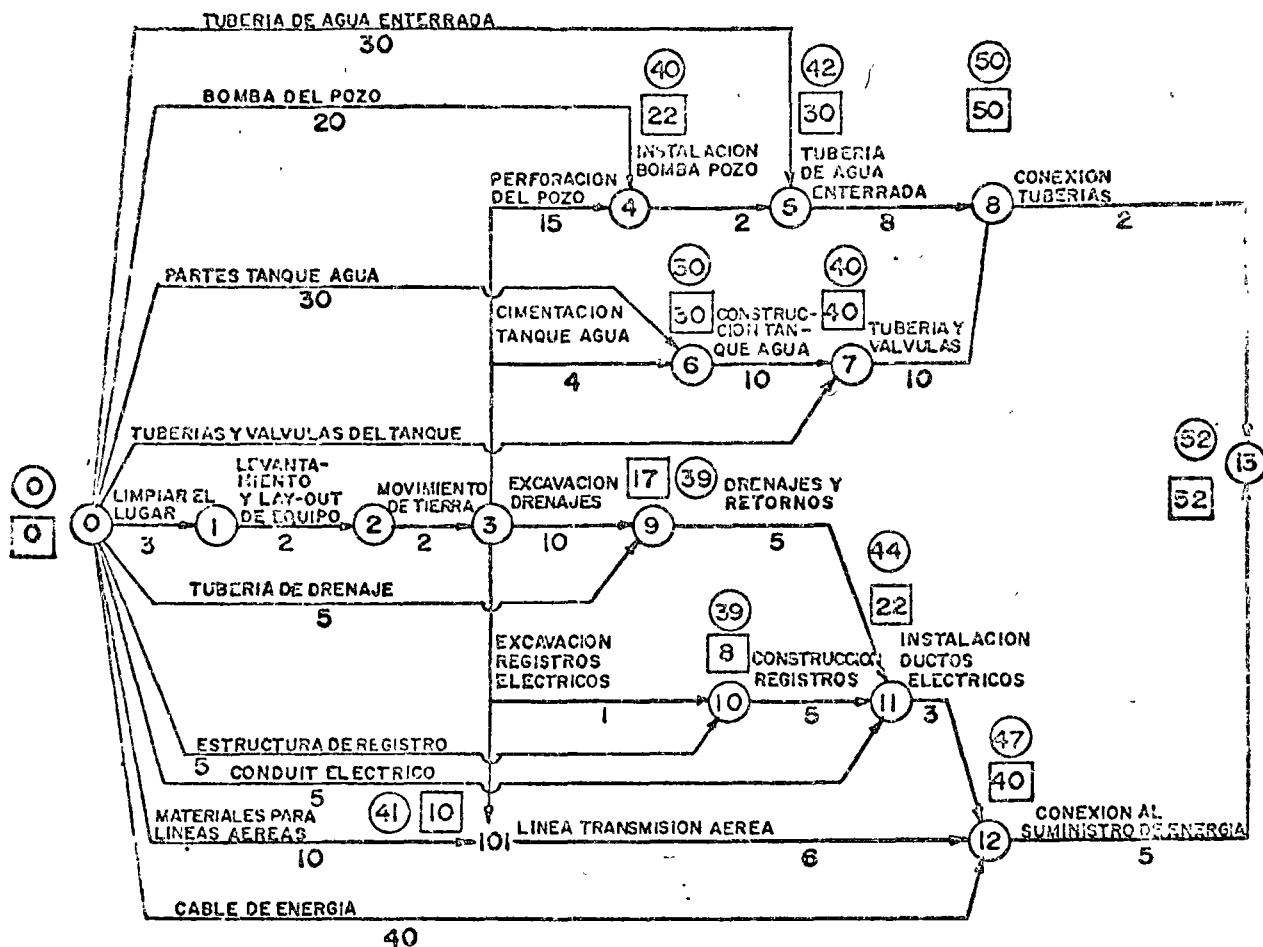 TUBERIA DE AGUA ENTERRADA
30
40
42
50
BOMBA DEL POZO
20
22
30
50
INSTALACION
BOMBA POZO
TUBERIA
DE AGUA
ENTERRADA
CONEXION
TUBERIAS
PERFORACION
DEL POZO
4
5
8
15
2
8
2
PARTES TANQUE AGUA
30
30
40
CIMENTACION
TANQUE AGUA
30
CONSTRUC-
CION TAN-
QUE AGUA
40
TUBERIA Y
VALVULAS
6
7
4
10
10
TUBERIAS Y VALVULAS DEL TANQUE
52
13
52
0
0
LIMPIAR EL
LUGAR
LEVANTA-
MIENTO
Y LAY-OUT
DE EQUIPO
MOVIMIENTO
DE TIERRA
EXCAVACION
DRENAJES
17
39
DRENAJES Y
RETORNOS
0
1
2
3
9
3
2
2
10
5
TUBERIA DE DRENAJE
5
44
22
39
8
EXCAVACION
REGISTROS
ELECTRICOS
CONSTRUCCION
REGISTROS
INSTALACION
DUCTOS
ELECTRICOS
10
11
1
5
3
ESTRUCTURA DE REGISTRO
5
CONDUIT ELECTRICO
5
47
40
MATERIALES PARA
LINEAS AEREAS
41
10
101
LINEA TRANSMISION AEREA
12
CONEXION AL
SUMINISTRO DE ENERGIA
10
6
5
CABLE DE ENERGIA
40